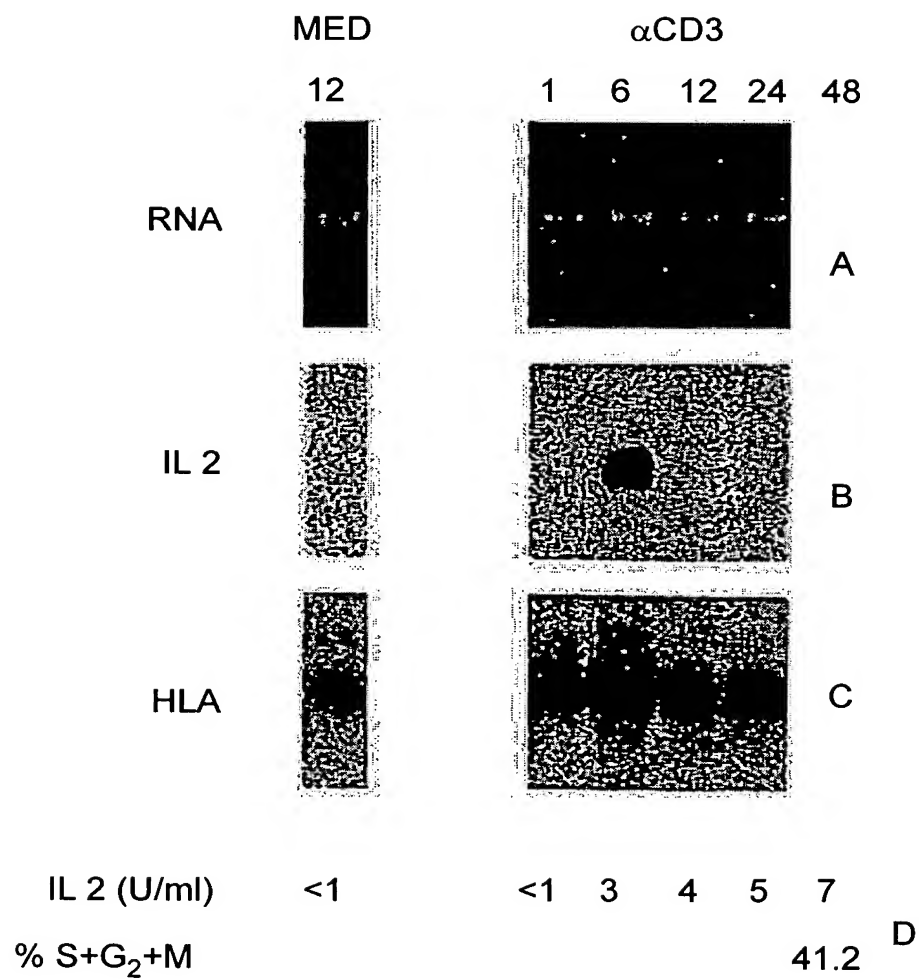 MED αCD3
12 1 6 12 24 48
RNA
A
IL 2
B
HLA
C
IL 2 (U/ml) <1 <1 3 4 5 7
D
% S+G₂+M 41.2